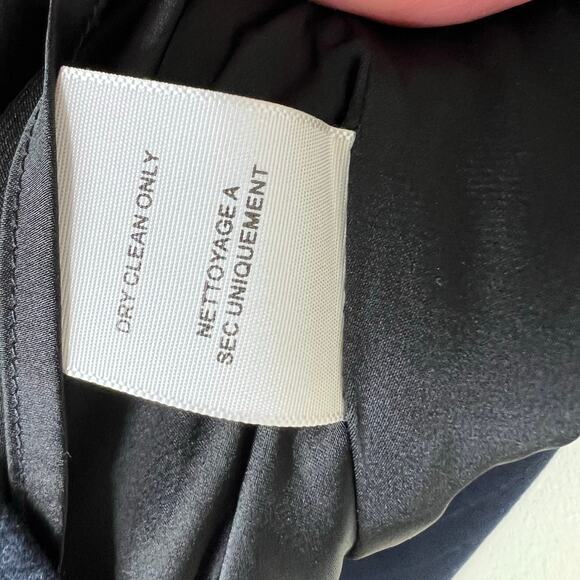 DRY CLEAN ONLY
NETTOYAGE A
SEC UNIQUEMENT